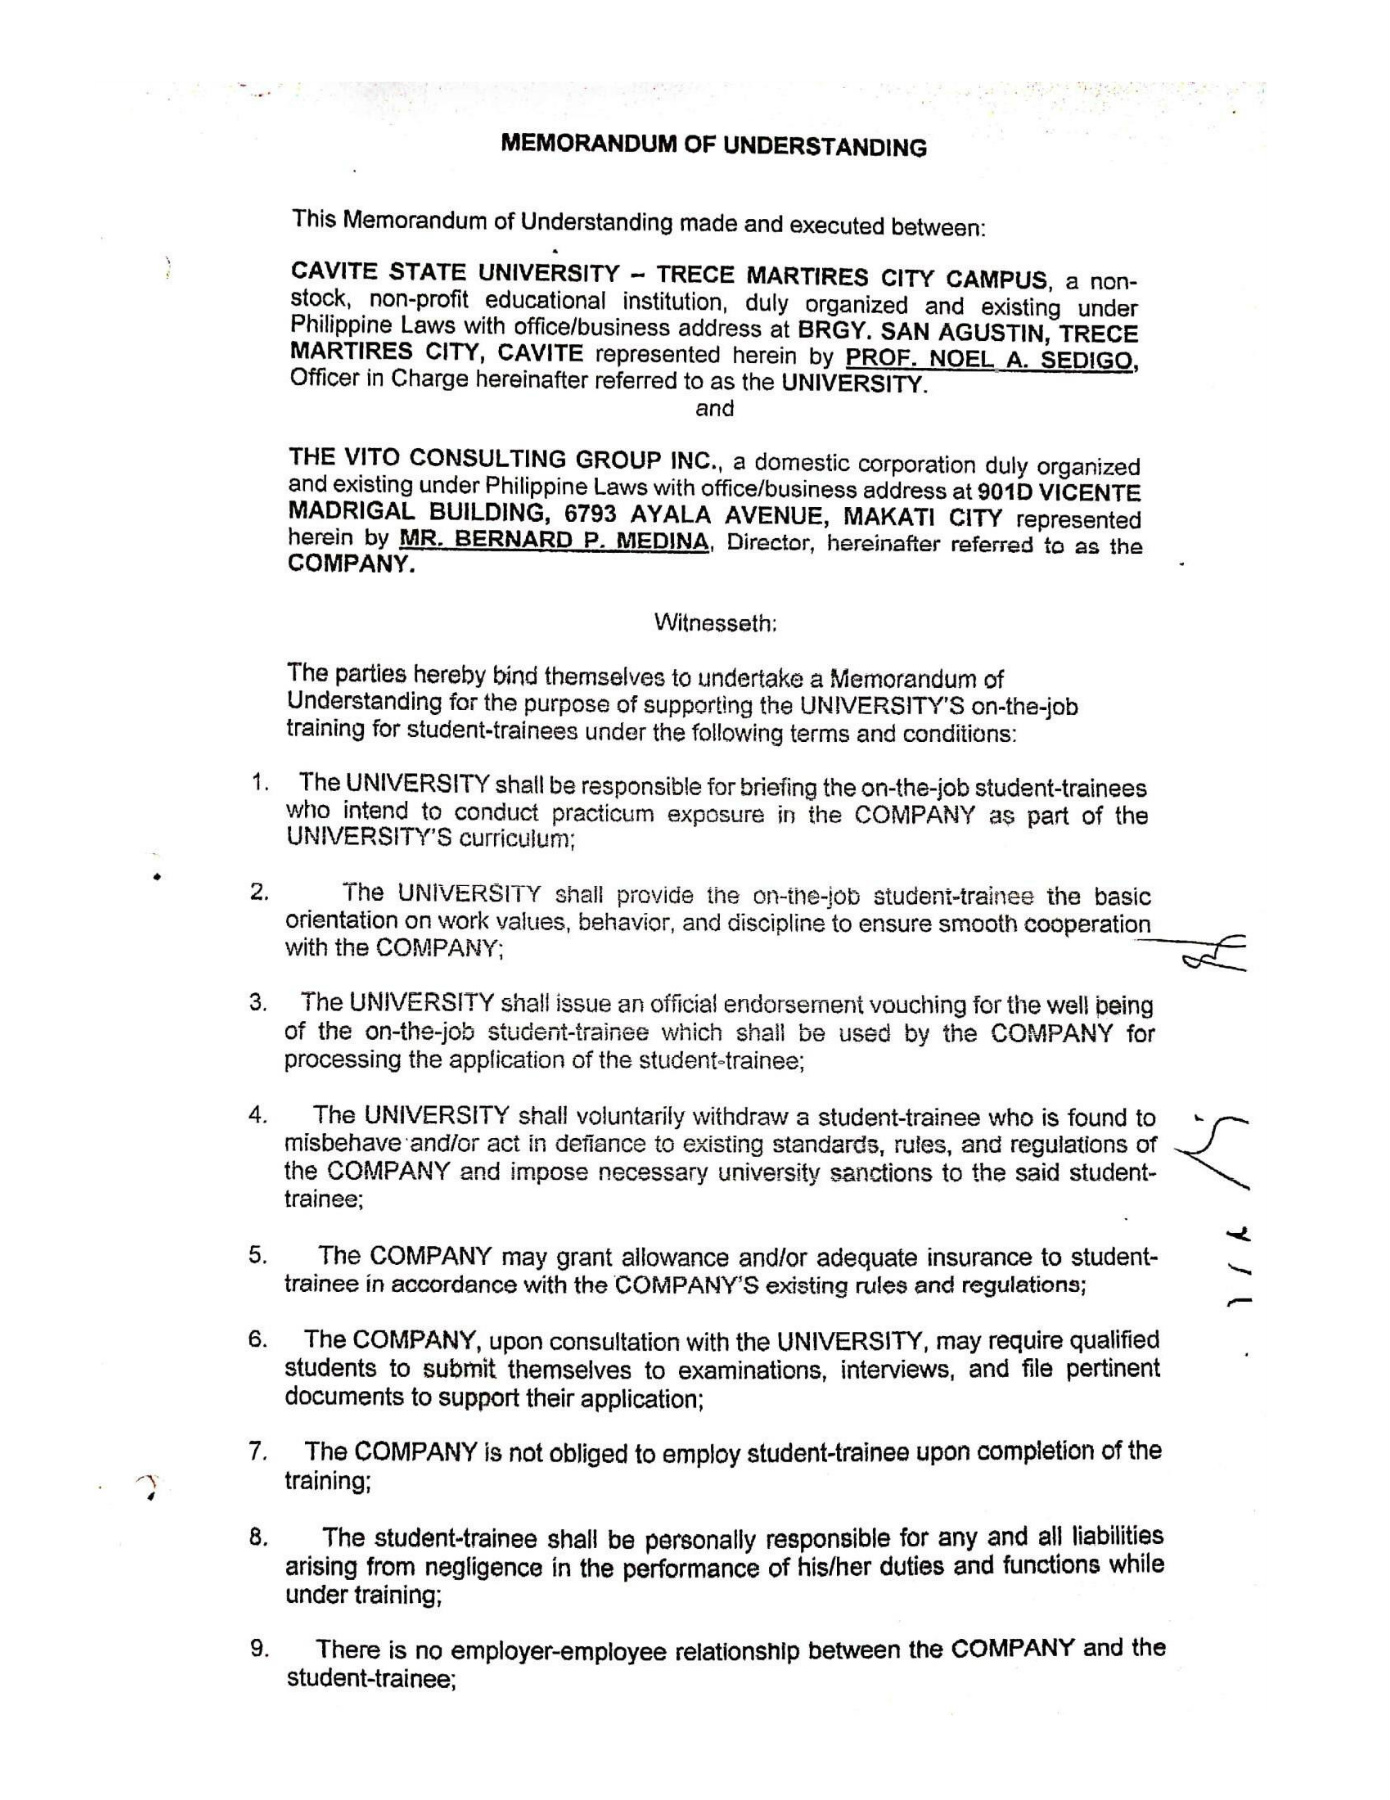 MEMORANDUM OF UNDERSTANDING
This Memorandum of Understanding made and executed between:
CAVITE STATE UNIVERSITY – TRECE MARTIRES CITY CAMPUS, a non-
stock, non-profit educational institution, duly organized and existing under
Philippine Laws with office/business address at BRGY. SAN AGUSTIN, TRECE
MARTIRES CITY, CAVITE represented herein by PROF. NOEL A. SEDIGO,
Officer in Charge hereinafter referred to as the UNIVERSITY.
and
THE VITO CONSULTING GROUP INC., a domestic corporation duly organized
and existing under Philippine Laws with office/business address at 901D VICENTE
MADRIGAL BUILDING, 6793 AYALA AVENUE, MAKATI CITY represented
herein by MR. BERNARD P. MEDINA, Director, hereinafter referred to as the
COMPANY.
Witnesseth:
The parties hereby bind themselves to undertake a Memorandum of
Understanding for the purpose of supporting the UNIVERSITY'S on-the-job
training for student-trainees under the following terms and conditions:
1. The UNIVERSITY shall be responsible for briefing the on-the-job student-trainees
who intend to conduct practicum exposure in the COMPANY as part of the
UNIVERSITY'S curriculum;
2. The UNIVERSITY shall provide the on-the-job student-trainee the basic
orientation on work values, behavior, and discipline to ensure smooth cooperation
with the COMPANY;
3. The UNIVERSITY shall issue an official endorsement vouching for the well being
of the on-the-job student-trainee which shall be used by the COMPANY for
processing the application of the student-trainee;
4. The UNIVERSITY shall voluntarily withdraw a student-trainee who is found to
misbehave and/or act in defiance to existing standards, rules, and regulations of
the COMPANY and impose necessary university sanctions to the said student-
trainee;
5. The COMPANY may grant allowance and/or adequate insurance to student-
trainee in accordance with the COMPANY'S existing rules and regulations;
6. The COMPANY, upon consultation with the UNIVERSITY, may require qualified
students to submit themselves to examinations, interviews, and file pertinent
documents to support their application;
7. The COMPANY is not obliged to employ student-trainee upon completion of the
training;
8. The student-trainee shall be personally responsible for any and all liabilities
arising from negligence in the performance of his/her duties and functions while
under training;
9. There is no employer-employee relationship between the COMPANY and the
student-trainee;